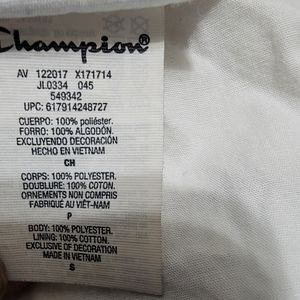 Champion®
AV 122017 X171714
JL0334 045
549342
UPC: 617914248727
CUERPO: 100% poliéster.
FORRO: 100% ALGODÓN.
EXCLUYENDO DECORACIÓN
HECHO EN VIETNAM
CH
CORPS: 100% POLYESTER.
DOUBLURE: 100% COTON.
ORNEMENTS NON COMPRIS
FABRIQUÉ AU VIÊT-NAM
P
BODY: 100% POLYESTER.
LINING: 100% COTTON.
EXCLUSIVE OF DECORATION
MADE IN VIETNAM
S